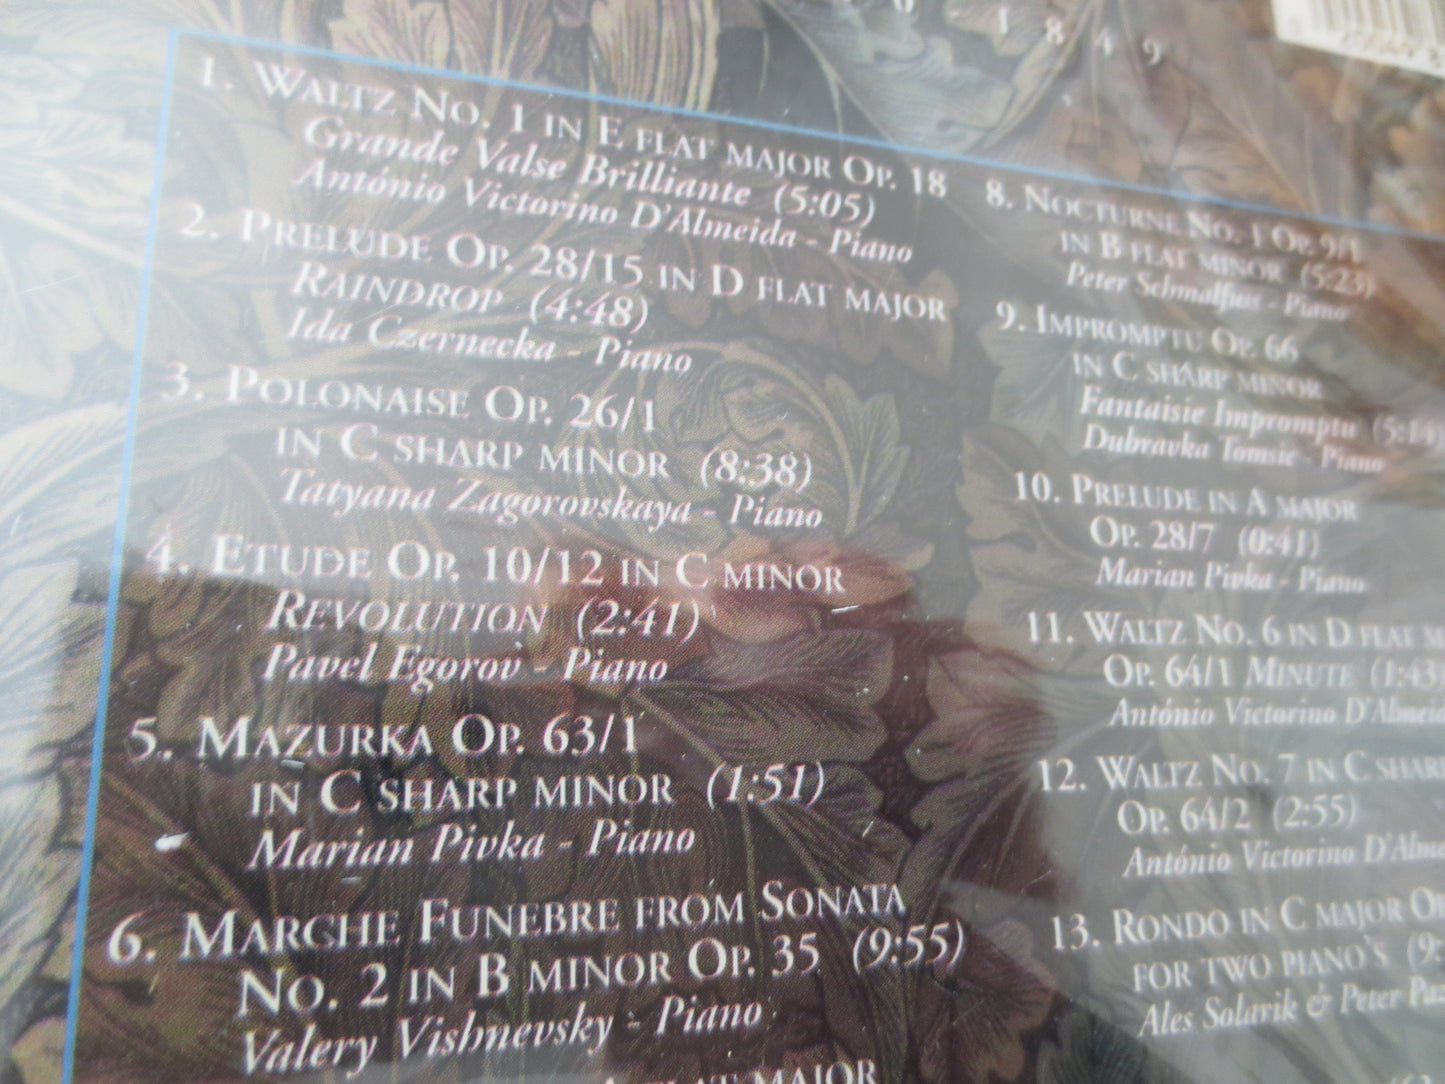 - 1 8 4 9
1. WALTZ NO. 1 IN E FLAT MAJOR OP. 18
Grande Valse Brilliante (5:05)
António Victorino D'Almeida - Piano
2. PRELUDE OP. 28/15 IN D FLAT MAJOR
RAINDROP (4:48)
Ida Czernecka - Piano
3. POLONAISE OP. 26/1
IN C SHARP MINOR (8:38)
Tatyana Zagorovskaya - Piano
4. ETUDE OP. 10/12 IN C MINOR
REVOLUTION (2:41)
Pavel Egorov - Piano
5. MAZURKA OP. 63/1
IN C SHARP MINOR (1:51)
Marian Pivka - Piano
6. MARCHE FUNEBRE FROM SONATA
NO. 2 IN B MINOR OP. 35 (9:55)
Valery Vishnevsky - Piano
FLAT MAJOR
8. NOCTURNE NO. 1 OP. 9/1
IN B FLAT MINOR (5:23)
Peter Schmalfuss - Piano
9. IMPROMPTU OP. 66
IN C SHARP MINOR
Fantaisie Impromptu (5:14)
Dubravka Tomsic - Piano
10. PRELUDE IN A MAJOR
OP. 28/7 (0:41)
Marian Pivka - Piano
11. WALTZ NO. 6 IN D FLAT
OP. 64/1 MINUTE (1:43)
António Victorino D'Almeida
12. WALTZ NO. 7 IN C SHARP
OP. 64/2 (2:55)
António Victorino
13. RONDO IN C MAJOR
FOR TWO PIANO'S
Ales Solarik & Peter